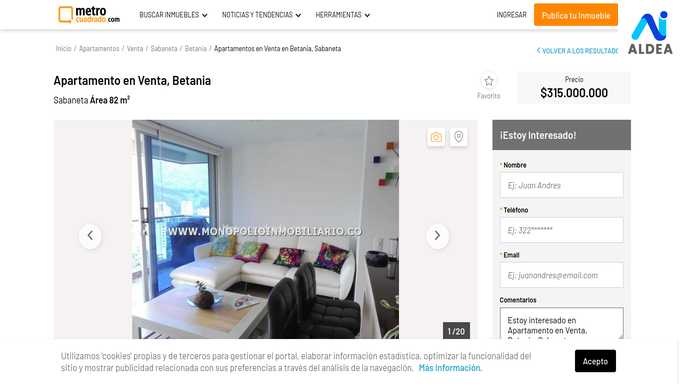 metro
cuadrado.com
BUSCAR INMUEBLES
NOTICIAS Y TENDENCIAS
HERRAMIENTAS
INGRESAR
Publica tu Inmueble
ALDEA
Inicio / Apartamentos / Venta / Sabaneta / Betania / Apartamentos en Venta en Betania, Sabaneta
VOLVER A LOS RESULTADO
Apartamento en Venta, Betania
Sabaneta Área 82 m²
Favorito
Precio
$315.000.000
WWW.MONOPOLIOINMOBILIARIO.CO
1 / 20
¡Estoy Interesado!
* Nombre
Ej: Juan Andres
* Teléfono
Ej: 322*******
* Email
Ej: juanandres@email.com
Comentarios
Estoy interesado en
Apartamento en Venta,
Utilizamos 'cookies' propias y de terceros para gestionar el portal, elaborar información estadística, optimizar la funcionalidad del
sitio y mostrar publicidad relacionada con sus preferencias a través del análisis de la navegación. Más Información.
Acepto